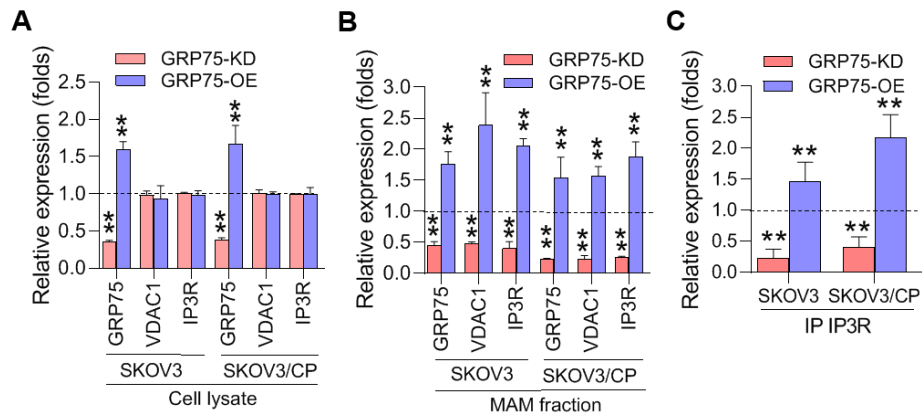 A
GRP75-KD
GRP75-OE
Relative expression (folds)
2.5
2.0
1.5
1.0
0.5
0.0
**
**
**
**
GRP75
VDAC1
IP3R
GRP75
VDAC1
IP3R
SKOV3
SKOV3/CP
Cell lysate
B
GRP75-KD
GRP75-OE
Relative expression (folds)
3.0
2.5
2.0
1.5
1.0
0.5
0.0
**
**
**
**
**
**
**
**
**
**
**
**
GRP75
VDAC1
IP3R
GRP75
VDAC1
IP3R
SKOV3
SKOV3/CP
MAM fraction
C
GRP75-KD
GRP75-OE
Relative expression (folds)
3.0
2.5
2.0
1.5
1.0
0.5
0.0
**
**
**
**
SKOV3
SKOV3/CP
IP IP3R